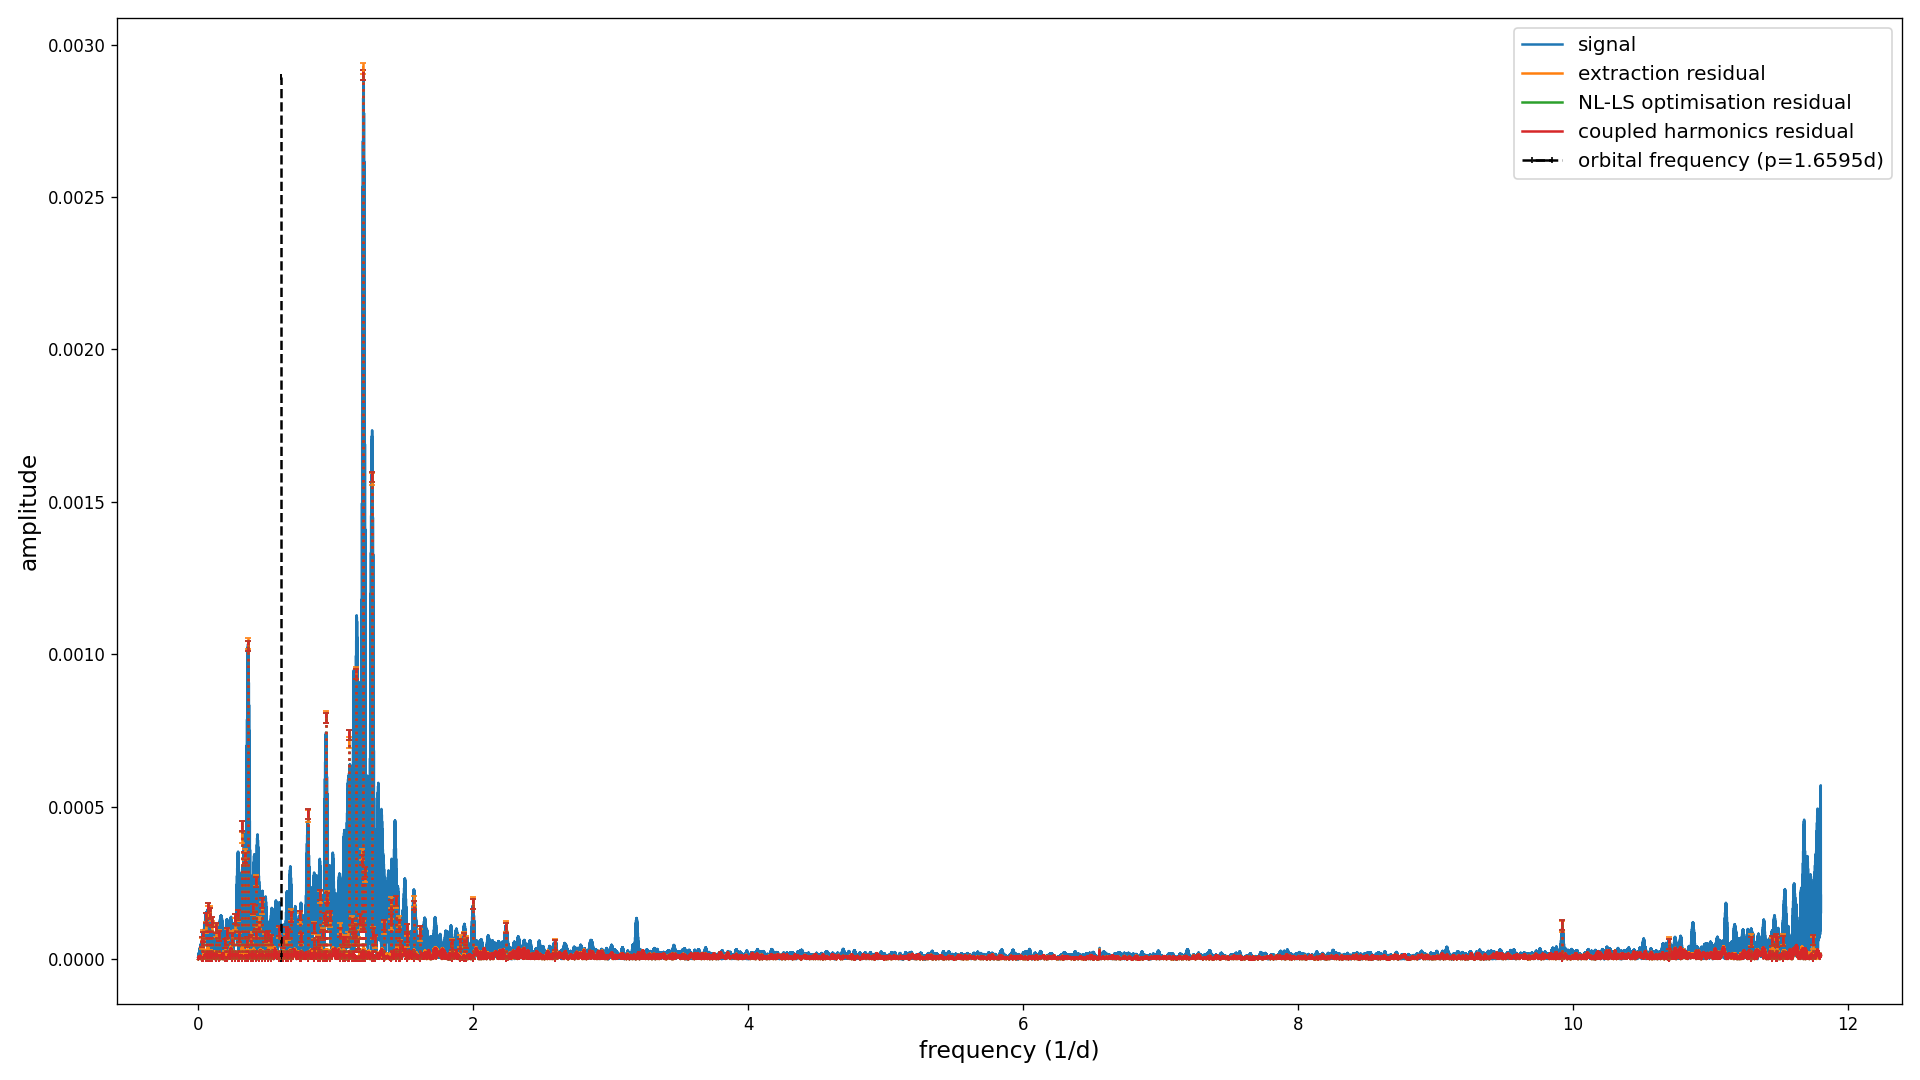 0.0030
0.0025
0.0020
0.0015
0.0010
0.0005
0.0000
amplitude
signal
extraction residual
NL-LS optimisation residual
coupled harmonics residual
orbital frequency (p=1.6595d)
0 2 4 6 8 10 12
frequency (1/d)